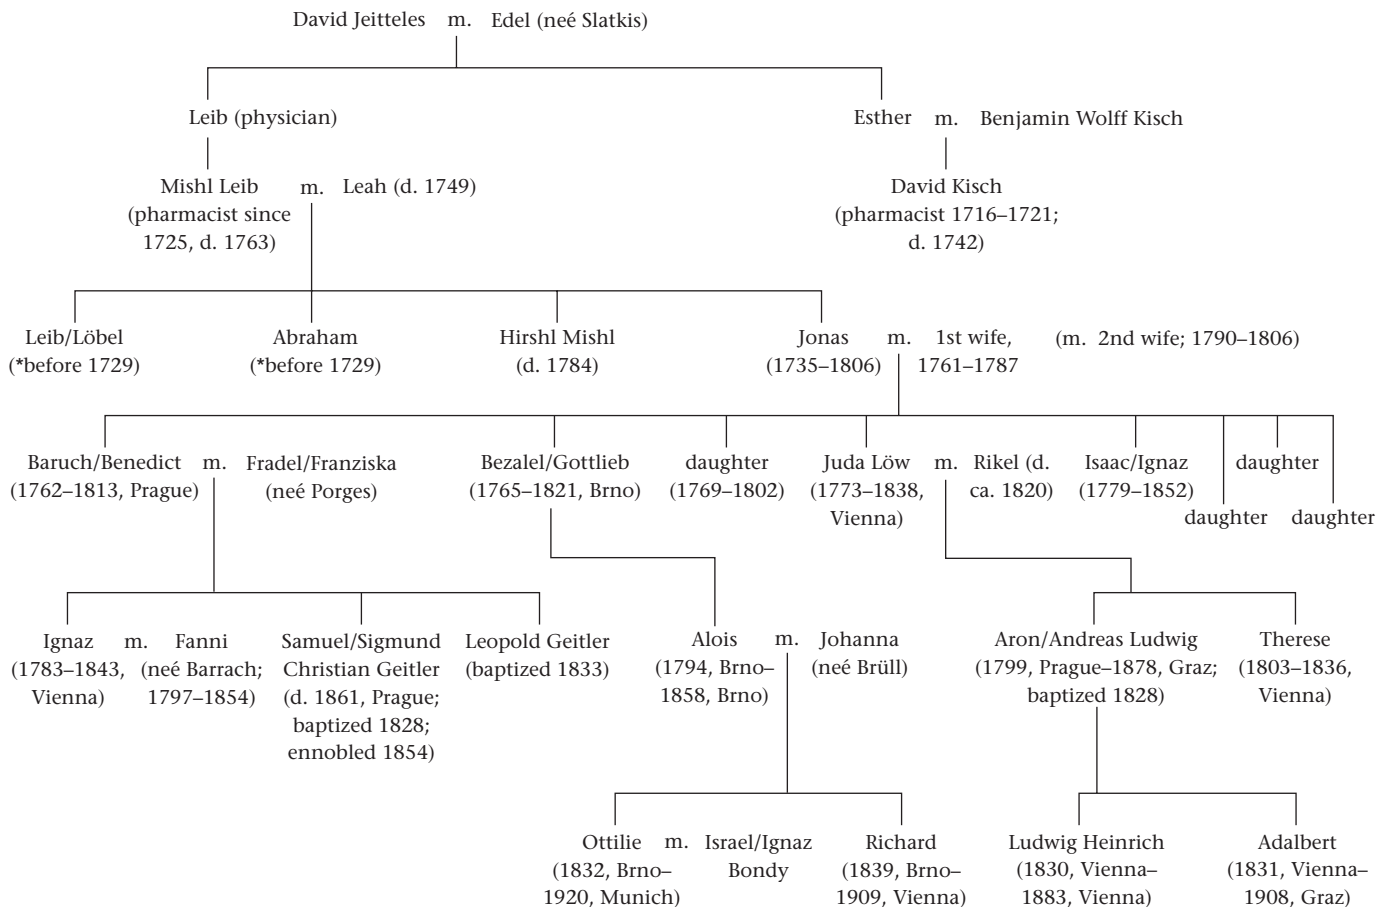 David Jeitteles m. Edel (neé Slatkis)
Leib (physician)
Esther m. Benjamin Wolff Kisch
Mishl Leib m. Leah (d. 1749)
(pharmacist since
1725, d. 1763)
David Kisch
(pharmacist 1716–1721;
d. 1742)
Leib/Löbel
(*before 1729)
Abraham
(*before 1729)
Hirshl Mishl
(d. 1784)
Jonas m. 1st wife, (m. 2nd wife; 1790–1806)
(1735–1806) 1761–1787
Baruch/Benedict m. Fradel/Franziska
(1762–1813, Prague) (neé Porges)
Bezalel/Gottlieb
(1765–1821, Brno)
daughter
(1769–1802)
Juda Löw m. Rikel (d.
(1773–1838, ca. 1820)
Vienna)
Isaac/Ignaz
(1779–1852)
daughter
daughter
daughter
Ignaz m. Fanni
(1783–1843, (neé Barrach;
Vienna) 1797–1854)
Samuel/Sigmund
Christian Geitler
(d. 1861, Prague;
baptized 1828;
ennobled 1854)
Leopold Geitler
(baptized 1833)
Alois m. Johanna
(1794, Brno– (neé Brüll)
1858, Brno)
Aron/Andreas Ludwig
(1799, Prague–1878, Graz;
baptized 1828)
Therese
(1803–1836,
Vienna)
Ottilie m. Israel/Ignaz
(1832, Brno– Bondy
1920, Munich)
Richard
(1839, Brno–
1909, Vienna)
Ludwig Heinrich
(1830, Vienna–
1883, Vienna)
Adalbert
(1831, Vienna–
1908, Graz)